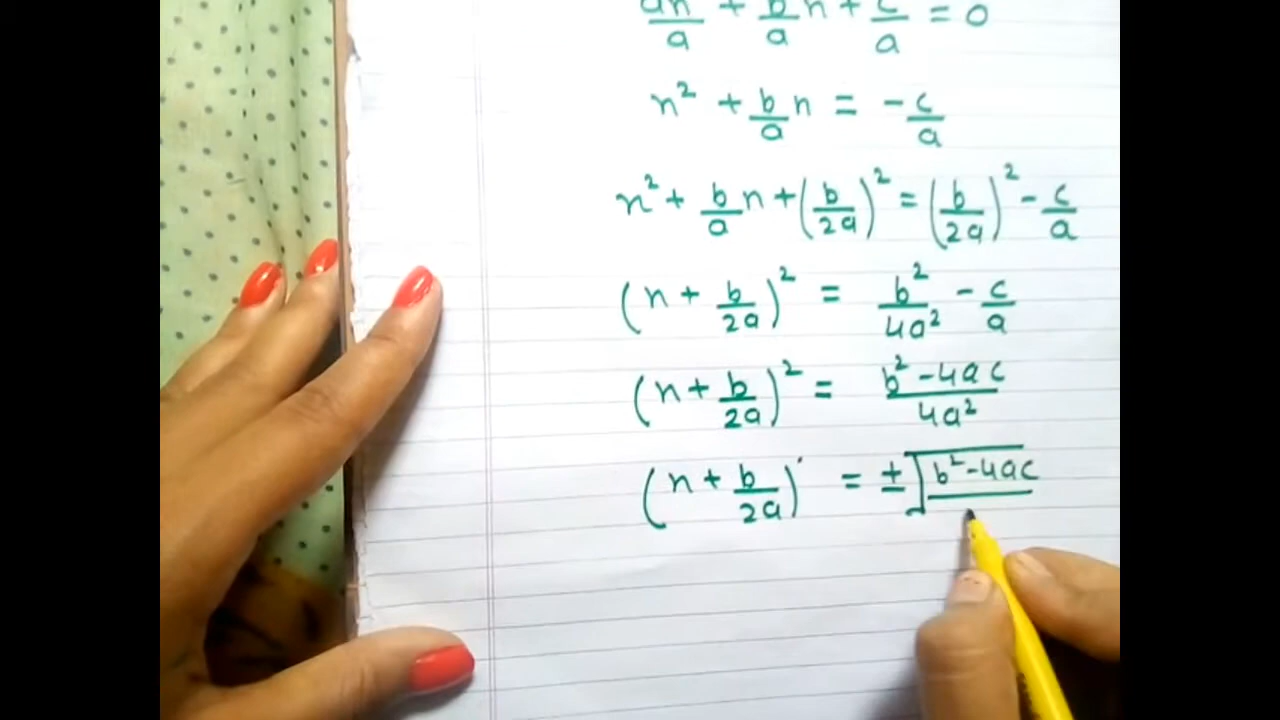 an/a + b/a n + c/a = 0
n² + b/a n = -c/a
n² + b/a n + (b/2a)² = (b/2a)² - c/a
(n + b/2a)² = b²/4a² - c/a
(n + b/2a)² = b² - 4ac/4a²
(n + b/2a) = ±√b² - 4ac